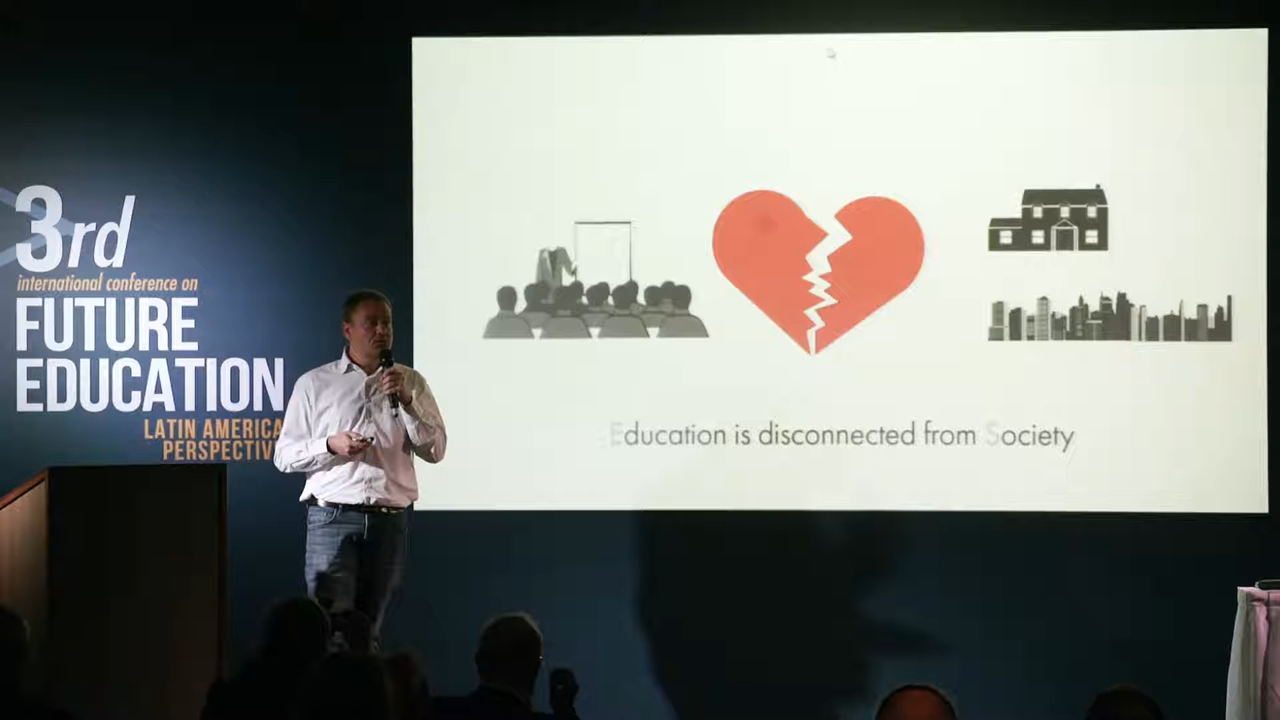 3rd
international conference on
FUTURE
EDUCATION
LATIN AMERICA
PERSPECTIV
Education is disconnected from Society